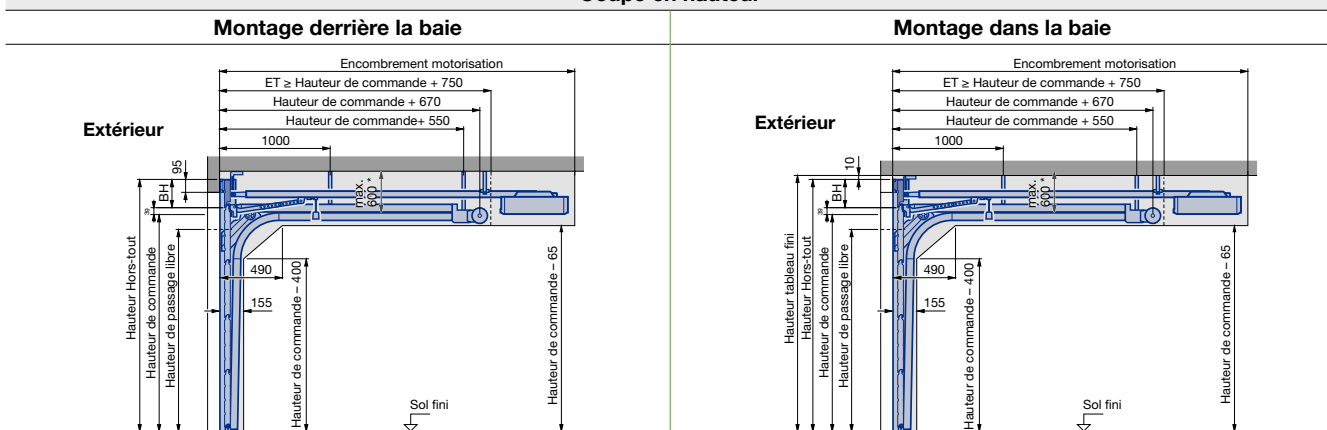 Montage derrière la baie
Encombrement motorisation
ET ≥ Hauteur de commande + 750
Hauteur de commande + 670
Hauteur de commande+ 550
1000
Extérieur
95
BH
39
max.
600 *
490
155
Hauteur Hors-tout
Hauteur de commande
Hauteur de passage libre
Hauteur de commande – 400
Hauteur de commande – 65
Sol fini
Montage dans la baie
Encombrement motorisation
ET ≥ Hauteur de commande + 750
Hauteur de commande + 670
Hauteur de commande + 550
1000
Extérieur
10
BH
39
max.
600 *
490
155
Hauteur tableau fini
Hauteur Hors-tout
Hauteur de commande
Hauteur de passage libre
Hauteur de commande – 400
Hauteur de commande – 65
Sol fini